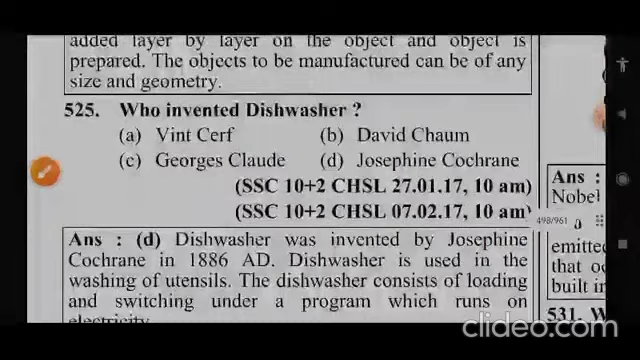 added layer by layer on the object and object is
prepared. The objects to be manufactured can be of any
size and geometry.
525. Who invented Dishwasher ?
(a) Vint Cerf (b) David Chaum
(c) Georges Claude (d) Josephine Cochrane
(SSC 10+2 CHSL 27.01.17, 10 am)
(SSC 10+2 CHSL 07.02.17, 10 am)
Ans : (d) Dishwasher was invented by Josephine
Cochrane in 1886 AD. Dishwasher is used in the
washing of utensils. The dishwasher consists of loading
and switching under a program which runs on
electricity.
Ans :
Nobel
498/961
a
emitted
that
built in
531. W
clideo.com